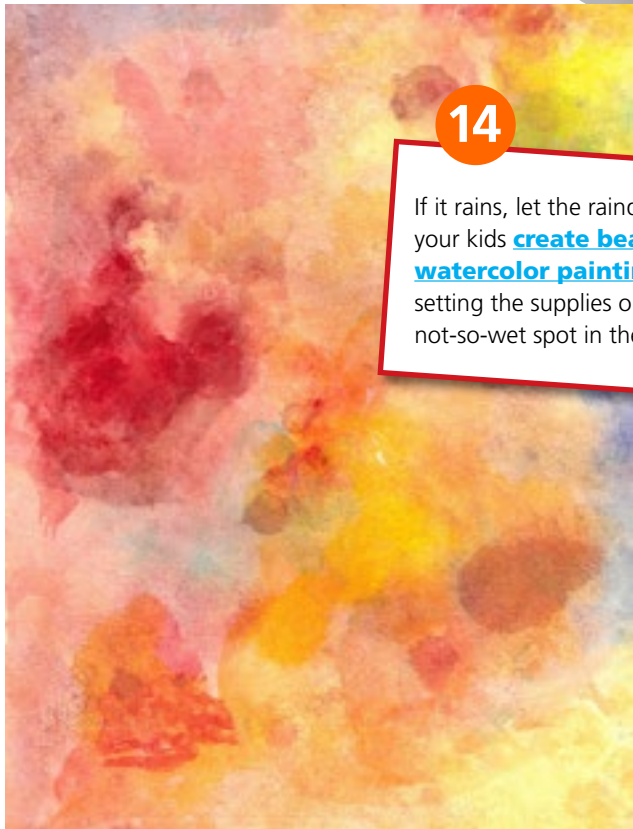 14
If it rains, let the
your kids create
watercolor
setting the supplies
not-so-wet spot in